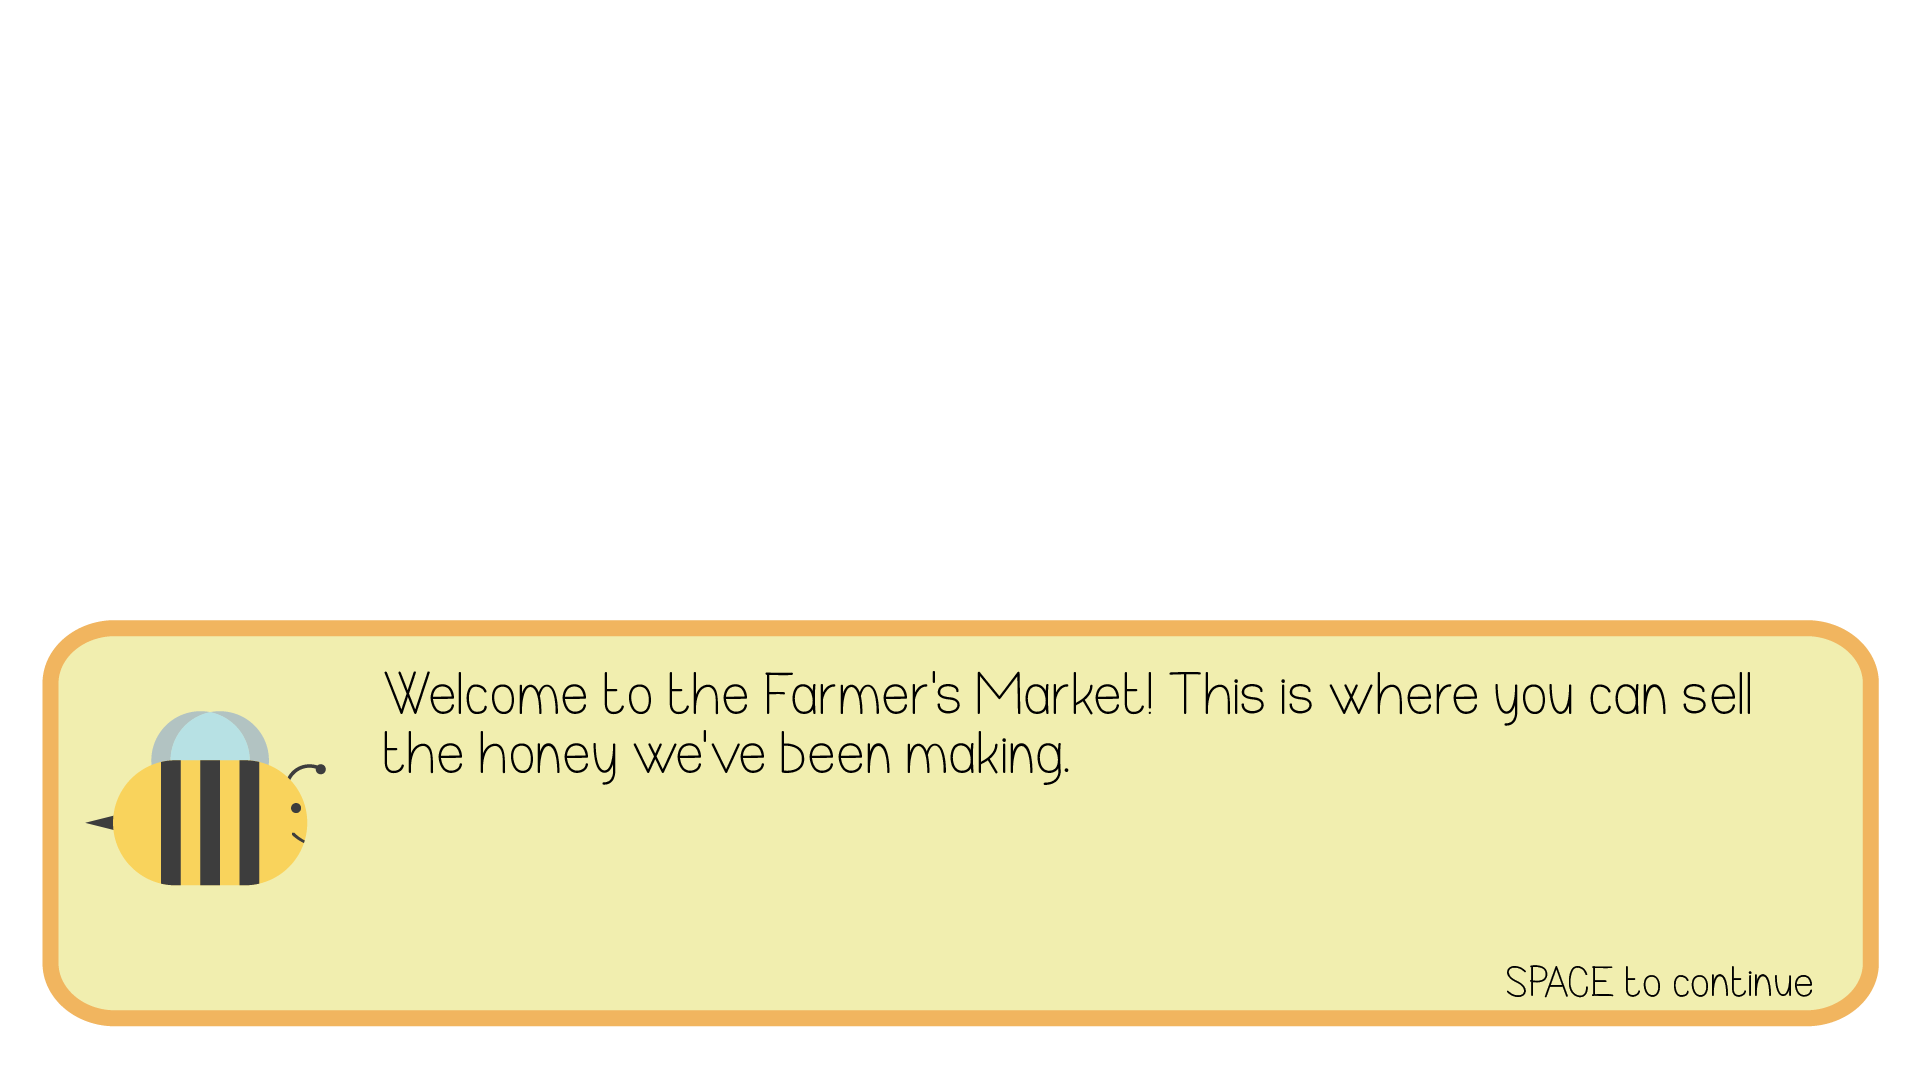 Welcome to the Farmer's Market! This is where you can sell
the honey we've been making.
SPACE to continue